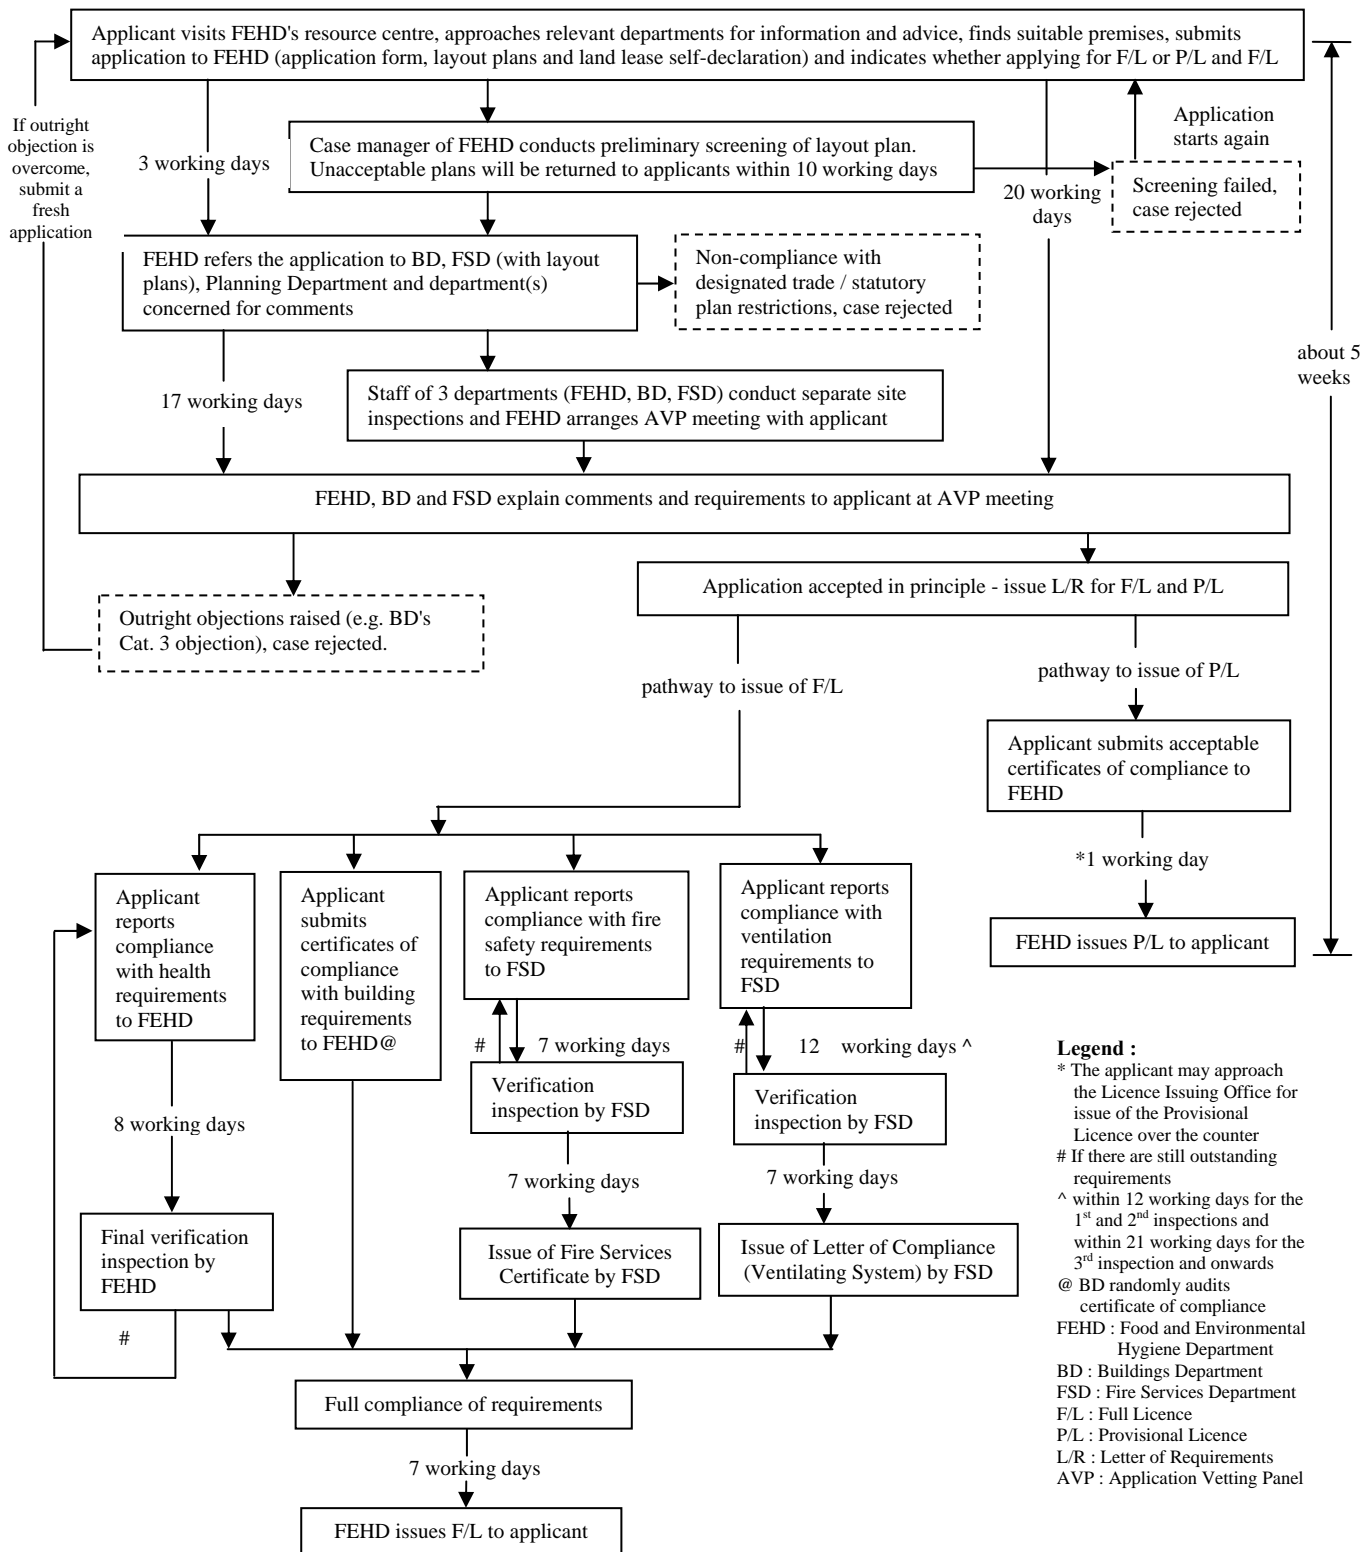 Applicant visits FEHD's resource centre, approaches relevant departments for information and advice, finds suitable premises, submits
application to FEHD (application form, layout plans and land lease self-declaration) and indicates whether applying for F/L or P/L and F/L
If outright
objection is
overcome,
submit a
fresh
application
3 working days
Case manager of FEHD conducts preliminary screening of layout plan.
Unacceptable plans will be returned to applicants within 10 working days
20 working
days
Application
starts again
Screening failed,
case rejected
FEHD refers the application to BD, FSD (with layout
plans), Planning Department and department(s)
concerned for comments
Non-compliance with
designated trade / statutory
plan restrictions, case rejected
about 5
weeks
17 working days
Staff of 3 departments (FEHD, BD, FSD) conduct separate site
inspections and FEHD arranges AVP meeting with applicant
FEHD, BD and FSD explain comments and requirements to applicant at AVP meeting
Application accepted in principle - issue L/R for F/L and P/L
Outright objections raised (e.g. BD's
Cat. 3 objection), case rejected.
pathway to issue of F/L
pathway to issue of P/L
Applicant submits acceptable
certificates of compliance to
FEHD
*1 working day
FEHD issues P/L to applicant
Applicant
reports
compliance
with health
requirements
to FEHD
Applicant
submits
certificates of
compliance
with building
requirements
to FEHD@
Applicant reports
compliance with fire
safety requirements
to FSD
Applicant reports
compliance with
ventilation
requirements to
FSD
# 7 working days
# 12 working days ^
Verification
inspection by FSD
Verification
inspection by FSD
8 working days
7 working days
7 working days
Final verification
inspection by
FEHD
Issue of Fire Services
Certificate by FSD
Issue of Letter of Compliance
(Ventilating System) by FSD
#
Full compliance of requirements
7 working days
FEHD issues F/L to applicant
Legend :
* The applicant may approach
the Licence Issuing Office for
issue of the Provisional
Licence over the counter
# If there are still outstanding
requirements
^ within 12 working days for the
1st and 2nd inspections and
within 21 working days for the
3rd inspection and onwards
@ BD randomly audits
certificate of compliance
FEHD : Food and Environmental
Hygiene Department
BD : Buildings Department
FSD : Fire Services Department
F/L : Full Licence
P/L : Provisional Licence
L/R : Letter of Requirements
AVP : Application Vetting Panel